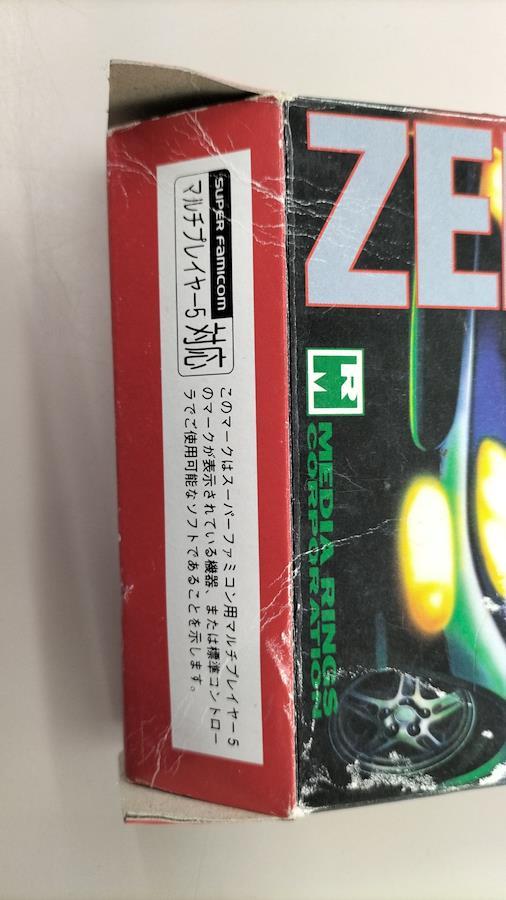 SUPER Famicom
マルチプレイヤー5 対応
このマークはスーパーファミコン用マルチプレイヤー5
のマークが表示されている機器、または標準コントロー
ラでご使用可能なソフトであることを示します。
ZE
MR
MEDIA RINGS
CORPORATION